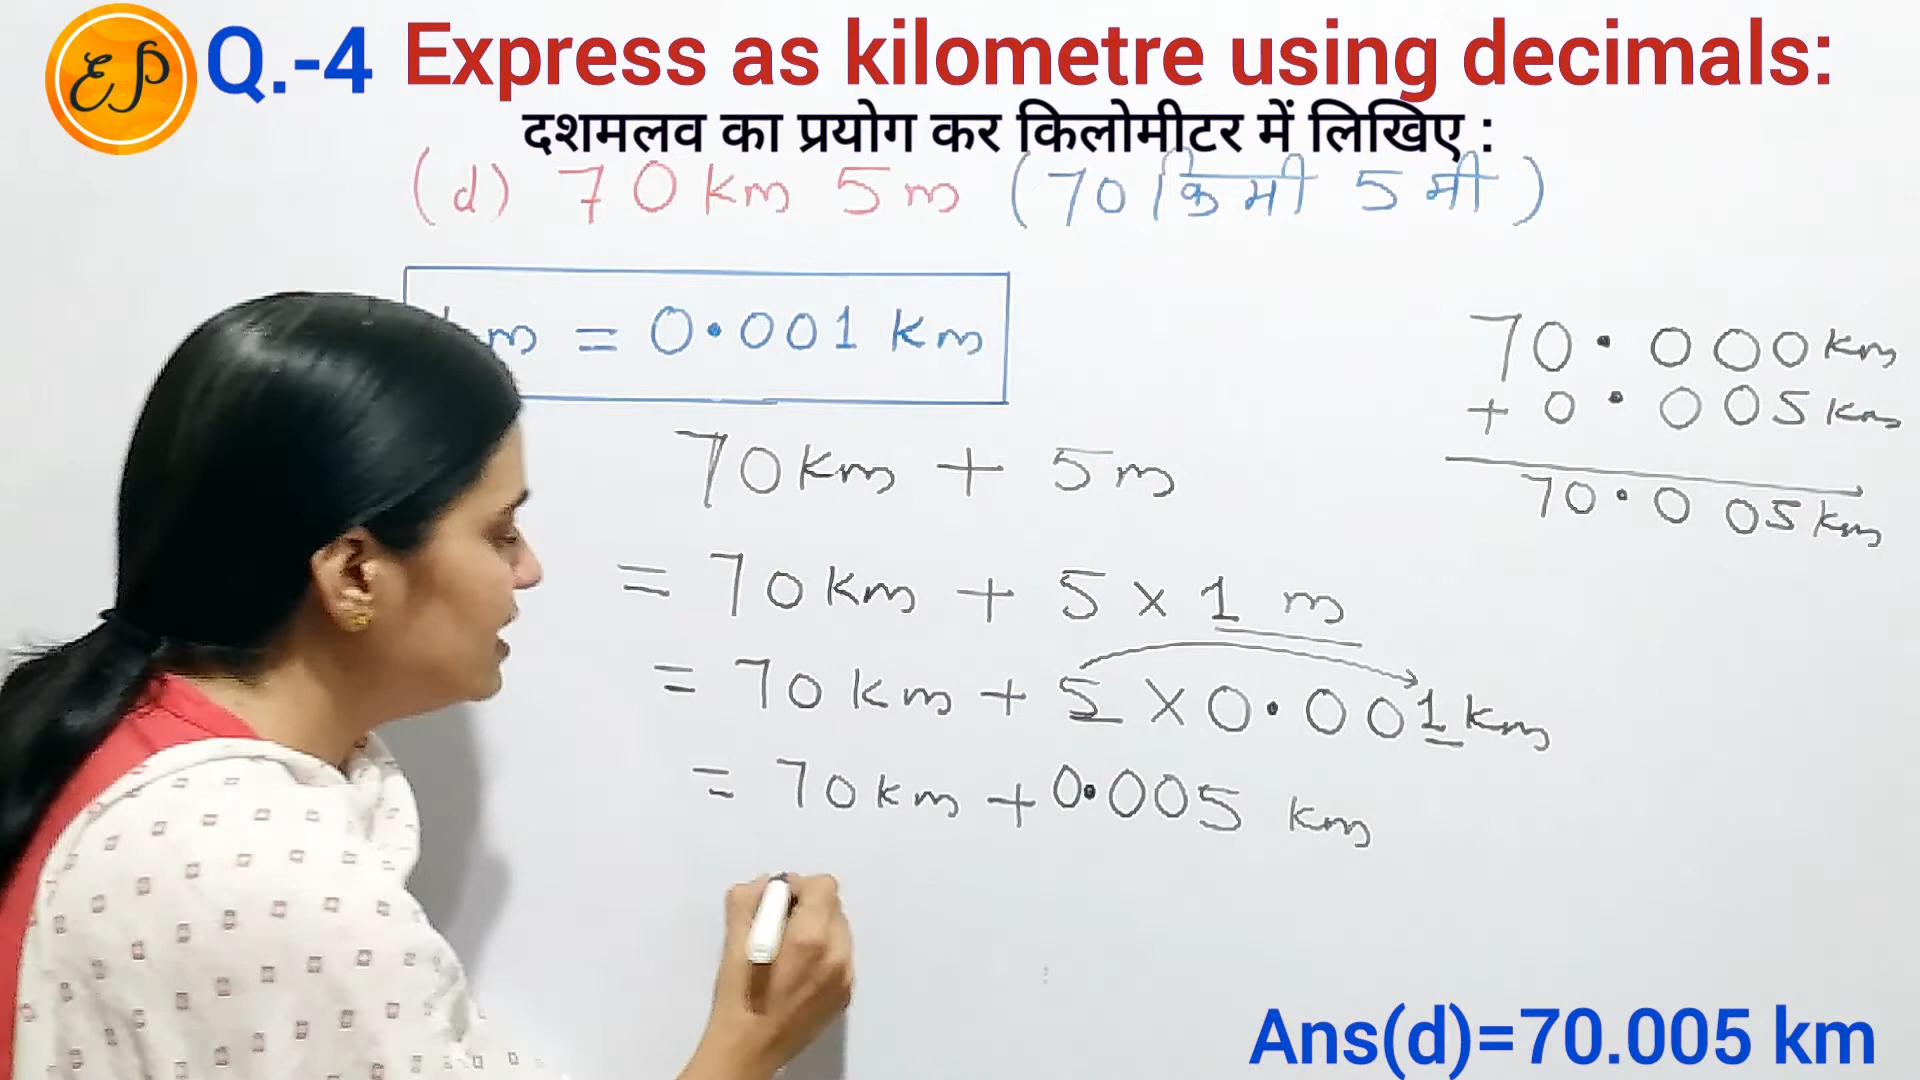 EP
Q.-4 Express as kilometre using decimals:
दशमलव का प्रयोग कर किलोमीटर में लिखिए :
(d) 70 km 5 m (70 किमी 5 मी)
m = 0.001 km
70.000 km
+ 0.005 km
70.005 km
70 km + 5 m
= 70 km + 5 × 1 m
= 70 km + 5 × 0.001 km
= 70 km + 0.005 km
Ans(d)=70.005 km